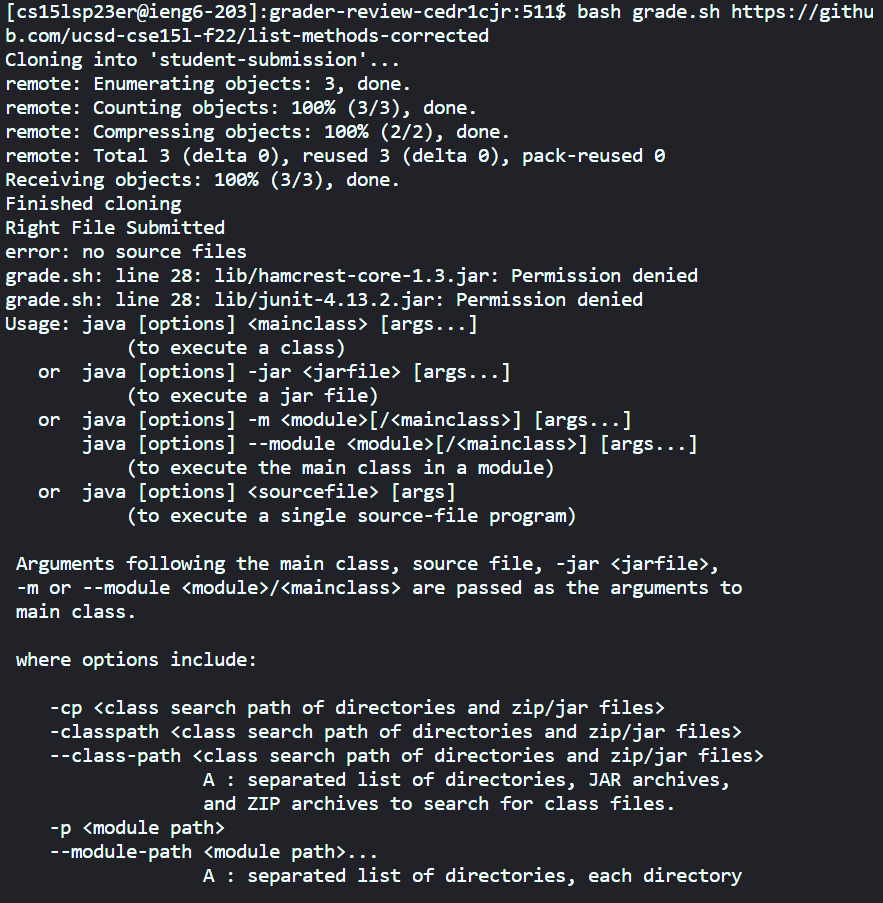 [cs15lsp23er@ieng6-203]:grader-review-cedr1cjr:511$ bash grade.sh https://githu
b.com/ucsd-cse15l-f22/list-methods-corrected
Cloning into 'student-submission'...
remote: Enumerating objects: 3, done.
remote: Counting objects: 100% (3/3), done.
remote: Compressing objects: 100% (2/2), done.
remote: Total 3 (delta 0), reused 3 (delta 0), pack-reused 0
Receiving objects: 100% (3/3), done.
Finished cloning
Right File Submitted
error: no source files
grade.sh: line 28: lib/hamcrest-core-1.3.jar: Permission denied
grade.sh: line 28: lib/junit-4.13.2.jar: Permission denied
Usage: java [options] <mainclass> [args...]
           (to execute a class)
   or  java [options] -jar <jarfile> [args...]
           (to execute a jar file)
   or  java [options] -m <module>[/<mainclass>] [args...]
       java [options] --module <module>[/<mainclass>] [args...]
           (to execute the main class in a module)
   or  java [options] <sourcefile> [args]
           (to execute a single source-file program)

 Arguments following the main class, source file, -jar <jarfile>,
 -m or --module <module>/<mainclass> are passed as the arguments to
 main class.

 where options include:

    -cp <class search path of directories and zip/jar files>
    -classpath <class search path of directories and zip/jar files>
    --class-path <class search path of directories and zip/jar files>
                  A : separated list of directories, JAR archives,
                  and ZIP archives to search for class files.
    -p <module path>
    --module-path <module path>...
                  A : separated list of directories, each directory